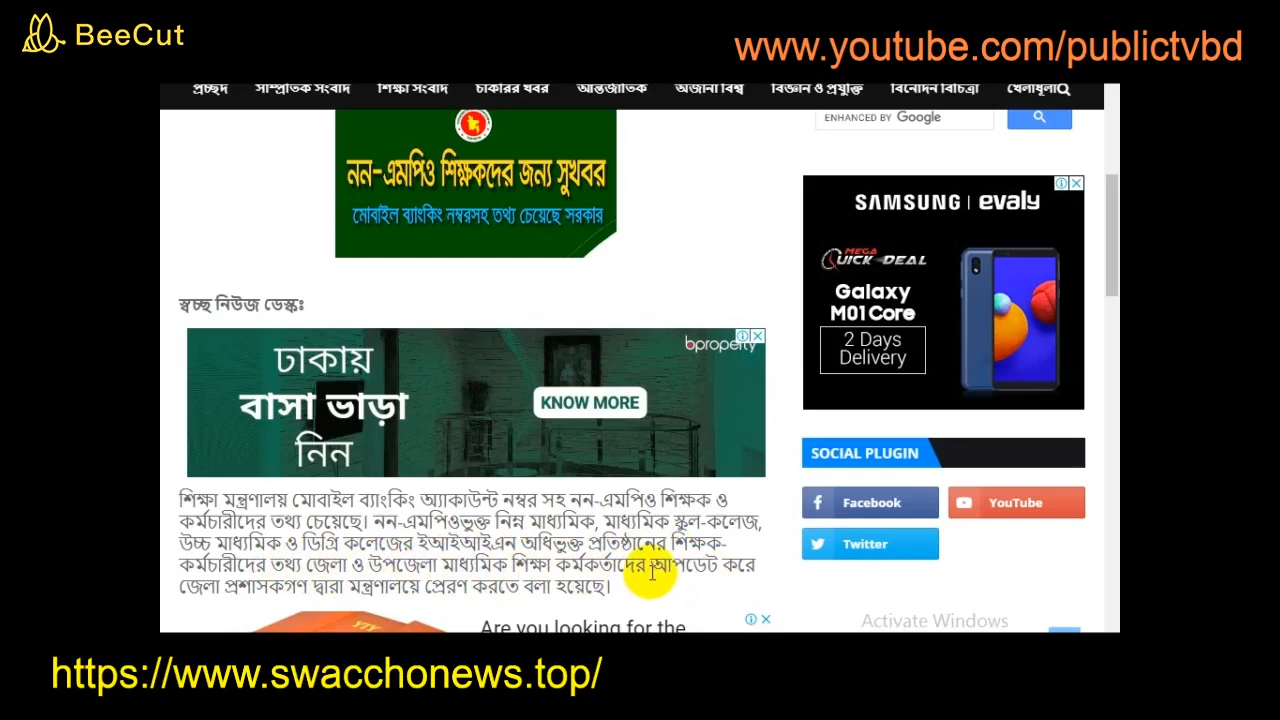 BeeCut
www.youtube.com/publictvbd
প্রচ্ছদ সাম্প্রতিক সংবাদ শিক্ষা সংবাদ চাকরির খবর আন্তর্জাতিক অজানা বিশ্ব বিজ্ঞান ও প্রযুক্তি বিনোদন বিচিত্রা খেলাধূলা
ENHANCED BY Google
নন-এমপিও শিক্ষকদের জন্য সুখবর
মোবাইল ব্যাংকিং নম্বরসহ তথ্য চেয়েছে সরকার
SAMSUNG | evaly
MEGA
QUICK DEAL
Galaxy
M01 Core
2 Days
Delivery
স্বচ্ছ নিউজ ডেস্কঃ
ঢাকায়
বাসা ভাড়া
নিন
bproperty
KNOW MORE
SOCIAL PLUGIN
Facebook
YouTube
Twitter
শিক্ষা মন্ত্রণালয় মোবাইল ব্যাংকিং অ্যাকাউন্ট নম্বর সহ নন-এমপিও শিক্ষক ও
কর্মচারীদের তথ্য চেয়েছে। নন-এমপিওভুক্ত নিম্ন মাধ্যমিক, মাধ্যমিক স্কুল-কলেজ,
উচ্চ মাধ্যমিক ও ডিগ্রি কলেজের ইআইআইএন অধিভুক্ত প্রতিষ্ঠানের শিক্ষক-
কর্মচারীদের তথ্য জেলা ও উপজেলা মাধ্যমিক শিক্ষা কর্মকর্তাদের আপডেট করে
জেলা প্রশাসকগণ দ্বারা মন্ত্রণালয়ে প্রেরণ করতে বলা হয়েছে।
YTV
Are you looking for the
Activate Windows
https://www.swacchonews.top/